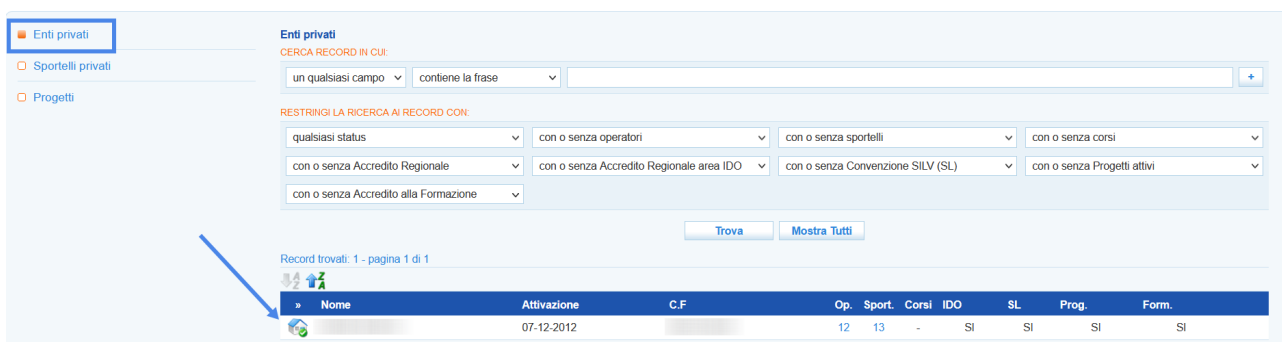 Enti privati
Sportelli privati
Progetti
Enti privati
CERCA RECORD IN CUI:
un qualsiasi campo contiene la frase +
RESTRINGI LA RICERCA AI RECORD CON:
qualsiasi status con o senza operatori con o senza sportelli con o senza corsi
con o senza Accredito Regionale con o senza Accredito Regionale area IDO con o senza Convenzione SILV (SL) con o senza Progetti attivi
con o senza Accredito alla Formazione
Trova Mostra Tutti
Record trovati: 1 - pagina 1 di 1
A Z Z A
» Nome Attivazione C.F Op. Sport. Corsi IDO SL Prog. Form.
07-12-2012 12 13 - SI SI SI SI